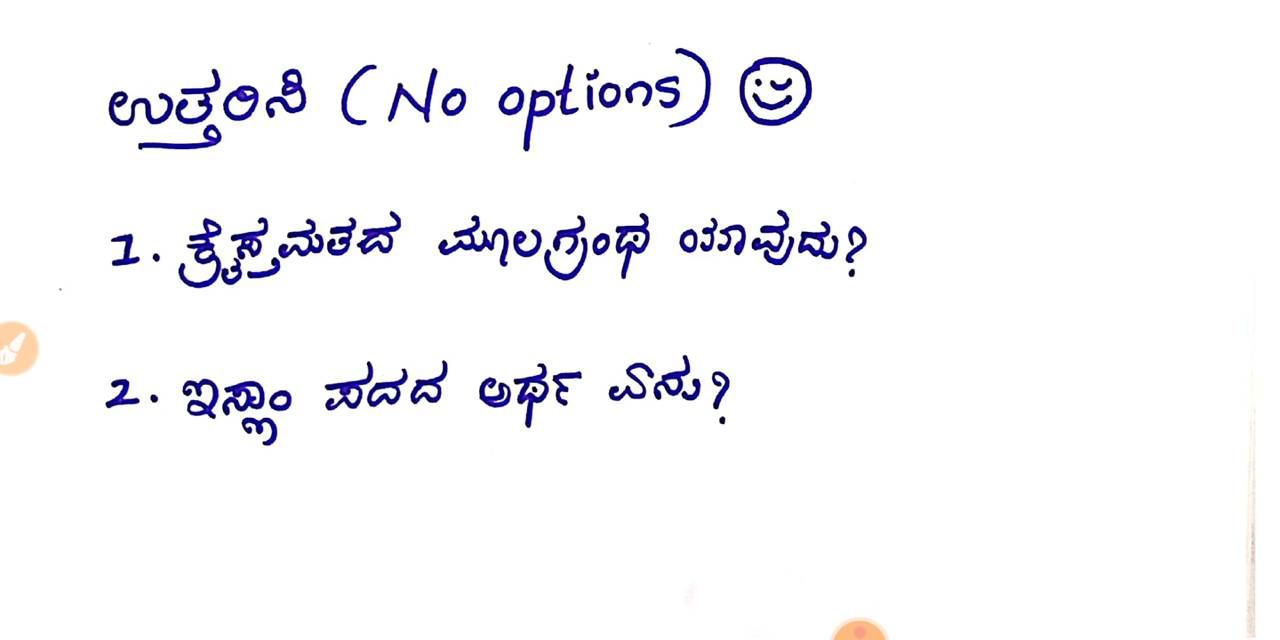 ಉತ್ತರಿಸಿ (No options)
1. ಕ್ರೈಸ್ತಮತದ ಮೂಲಗ್ರಂಥ ಯಾವುದು?
2. ಇಸ್ಲಾಂ ಪದದ ಅರ್ಥ ಏನು?